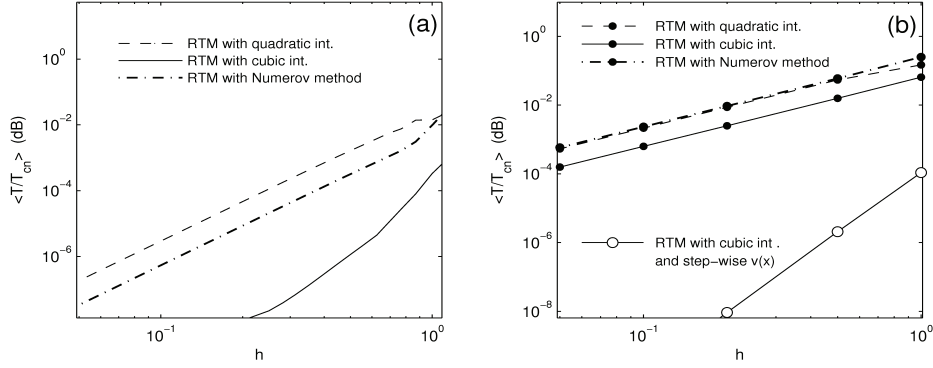 (a)
RTM with quadratic int.
RTM with cubic int.
RTM with Numerov method
10^0
10^-2
10^-4
10^-6
<T/T_cn> (dB)
10^-1
10^0
h
(b)
RTM with quadratic int.
RTM with cubic int.
RTM with Numerov method
RTM with cubic int .
and step-wise v(x)
10^0
10^-2
10^-4
10^-6
10^-8
<T/T_cn> (dB)
10^-1
10^0
h